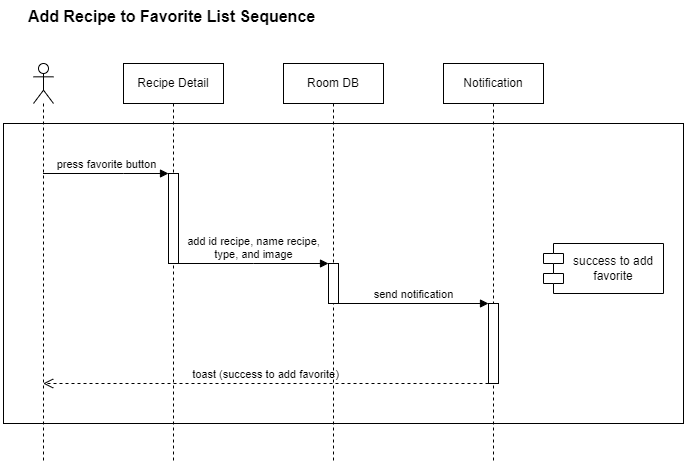 Add Recipe to Favorite List Sequence
Recipe Detail
Room DB
Notification
press favorite button
add id recipe, name recipe,
type, and image
success to add
favorite
send notification
toast (success to add favorite)